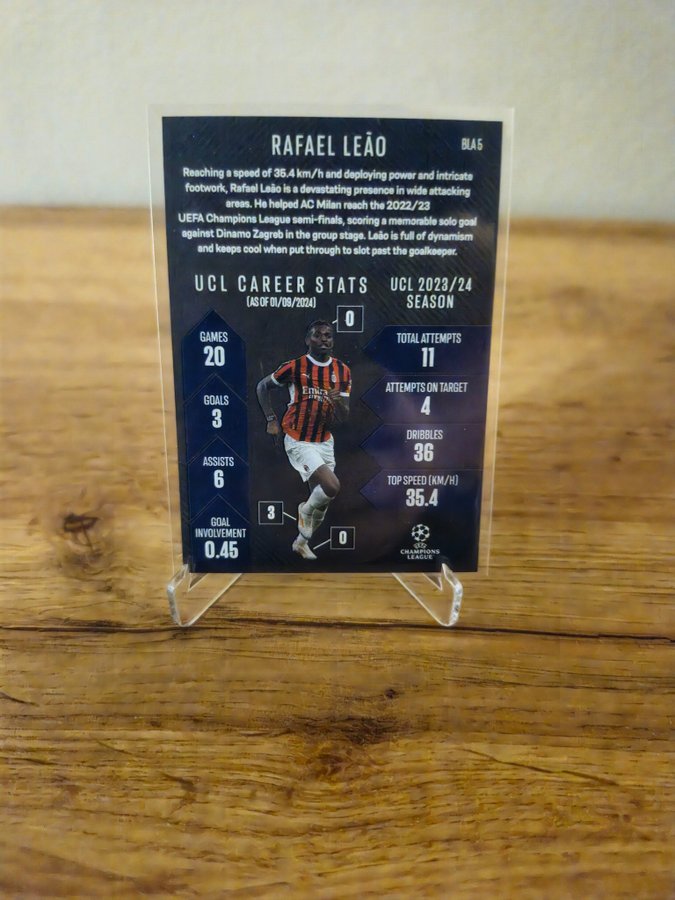 RAFAEL LEÃO
BLA 5
Reaching a speed of 35.4 km/h and deploying power and intricate
footwork, Rafael Leão is a devastating presence in wide attacking
areas. He helped AC Milan reach the 2022/23
UEFA Champions League semi-finals, scoring a memorable solo goal
against Dinamo Zagreb in the group stage. Leão is full of dynamism
and keeps cool when put through to slot past the goalkeeper.
UCL CAREER STATS
(AS OF 01/09/2024)
GAMES
20
GOALS
3
ASSISTS
6
GOAL
INVOLVEMENT
0.45
0
Emirates
3
0
UCL 2023/24
SEASON
TOTAL ATTEMPTS
11
ATTEMPTS ON TARGET
4
DRIBBLES
36
TOP SPEED (KM/H)
35.4
UEFA
CHAMPIONS
LEAGUE